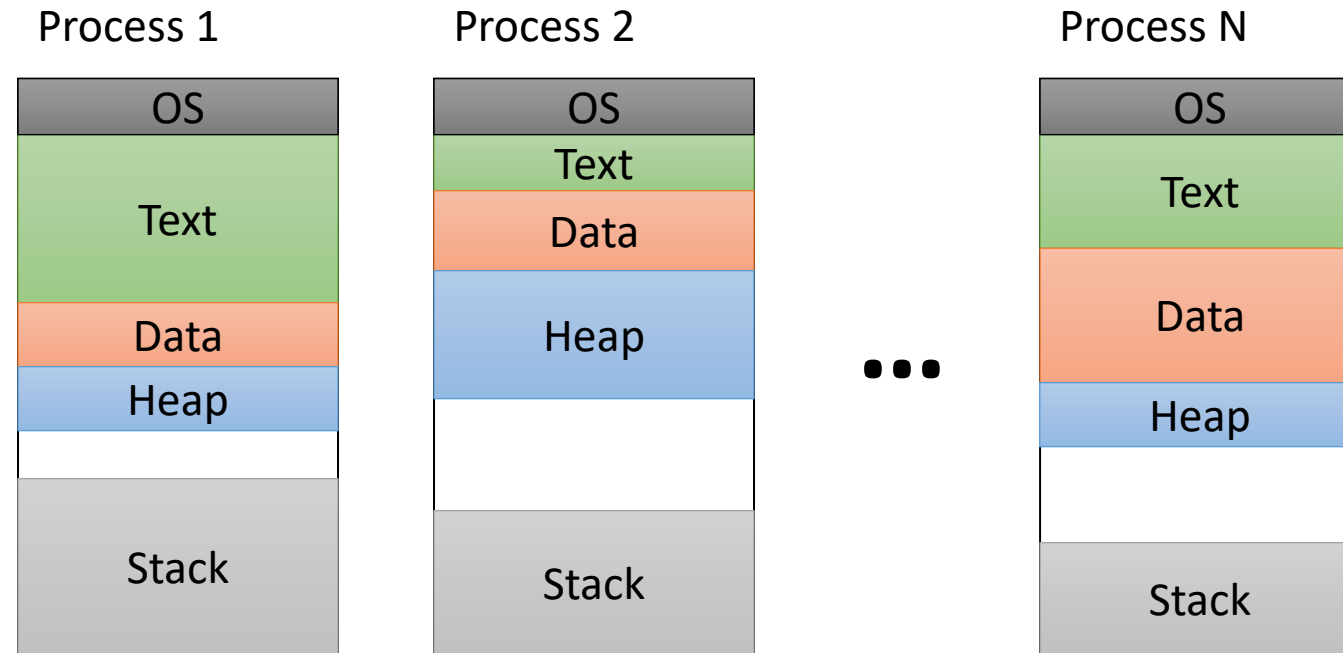 Process 1
Process 2
Process N
OS
Text
Data
Heap
Stack
OS
Text
Data
Heap
Stack
...
OS
Text
Data
Heap
Stack